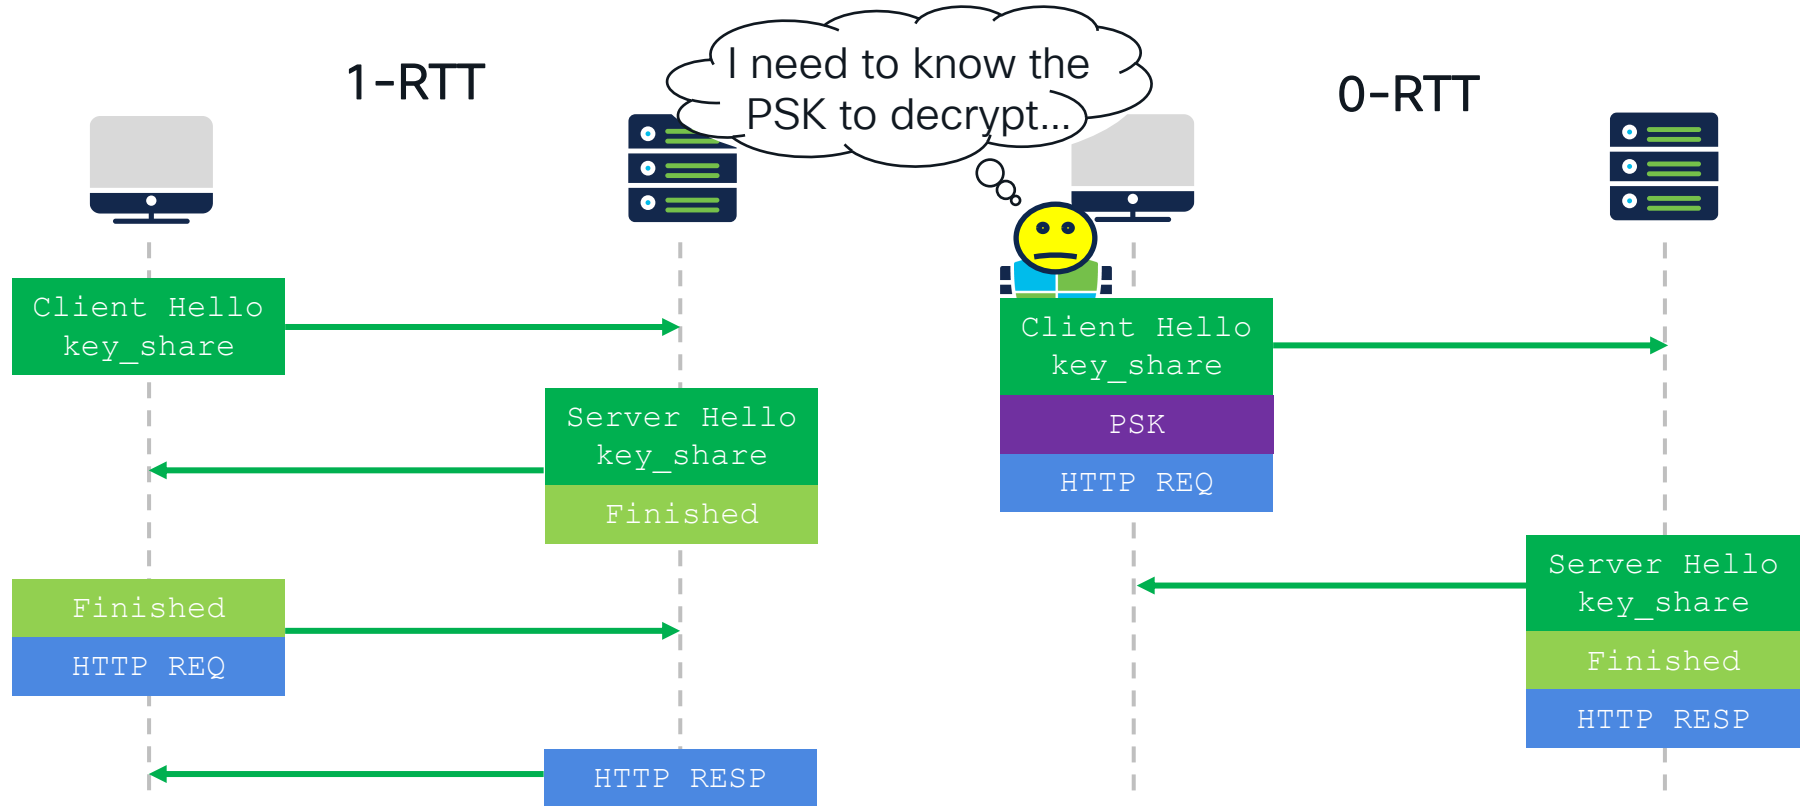 1-RTT
I need to know the
PSK to decrypt...
0-RTT
Client Hello
key_share
Server Hello
key_share
Finished
Finished
HTTP REQ
HTTP RESP
Client Hello
key_share
PSK
HTTP REQ
Server Hello
key_share
Finished
HTTP RESP